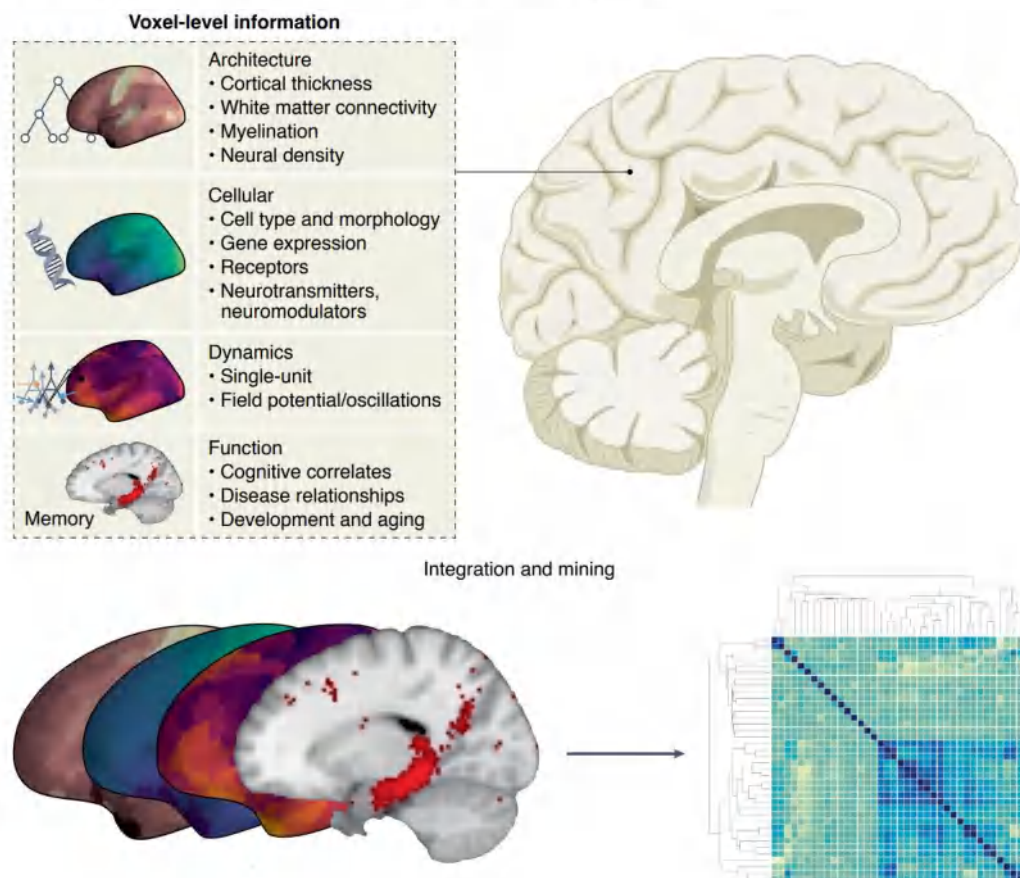 Voxel-level information
Architecture
• Cortical thickness
• White matter connectivity
• Myelination
• Neural density
Cellular
• Cell type and morphology
• Gene expression
• Receptors
• Neurotransmitters,
neuromodulators
Dynamics
• Single-unit
• Field potential/oscillations
Function
• Cognitive correlates
• Disease relationships
• Development and aging
Memory
Integration and mining